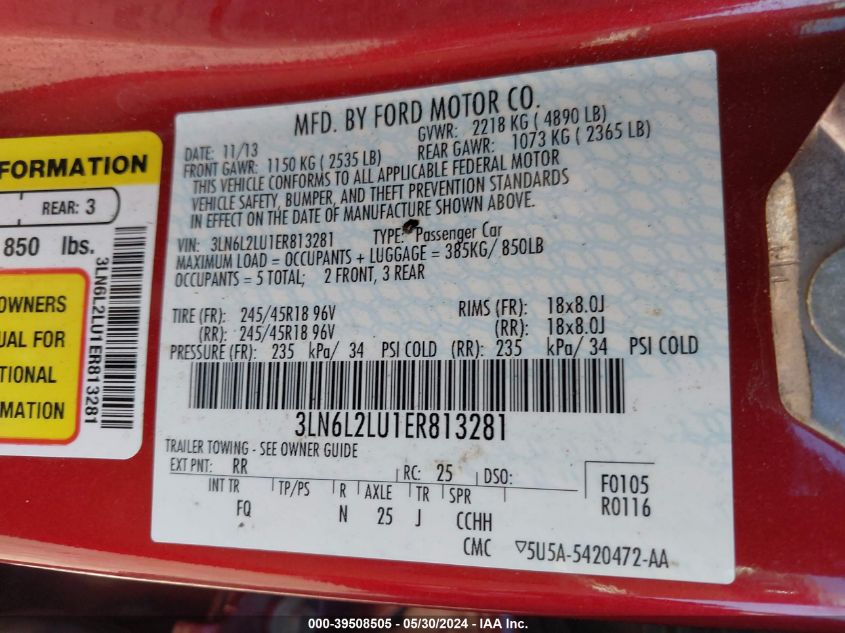 MFD. BY FORD MOTOR CO.
DATE: 11/13
GVWR: 2218 KG ( 4890 LB)
FRONT GAWR: 1150 KG ( 2535 LB)
REAR GAWR: 1073 KG ( 2365 LB)
THIS VEHICLE CONFORMS TO ALL APPLICABLE FEDERAL MOTOR
VEHICLE SAFETY, BUMPER, AND THEFT PREVENTION STANDARDS
IN EFFECT ON THE DATE OF MANUFACTURE SHOWN ABOVE.
VIN: 3LN6L2LU1ER813281 TYPE: Passenger Car
MAXIMUM LOAD = OCCUPANTS + LUGGAGE = 385KG/ 850LB
OCCUPANTS = 5 TOTAL; 2 FRONT, 3 REAR
TIRE (FR): 245/45R18 96V RIMS (FR): 18x8.0J
(RR): 245/45R18 96V (RR): 18x8.0J
PRESSURE (FR): 235 kPa/ 34 PSI COLD (RR): 235 kPa/ 34 PSI COLD
3LN6L2LU1ER813281
TRAILER TOWING - SEE OWNER GUIDE
EXT PNT: RR RC: 25 DSO:
INT TR TP/PS R AXLE TR SPR
FQ N 25 J CCHH
F0105
R0116
CMC ▽5U5A-5420472-AA
FORMATION
REAR: 3
850 lbs.
OWNERS
UAL FOR
TIONAL
MATION
3LN6L2LU1ER813281
000-39508505 - 05/30/2024 - IAA Inc.